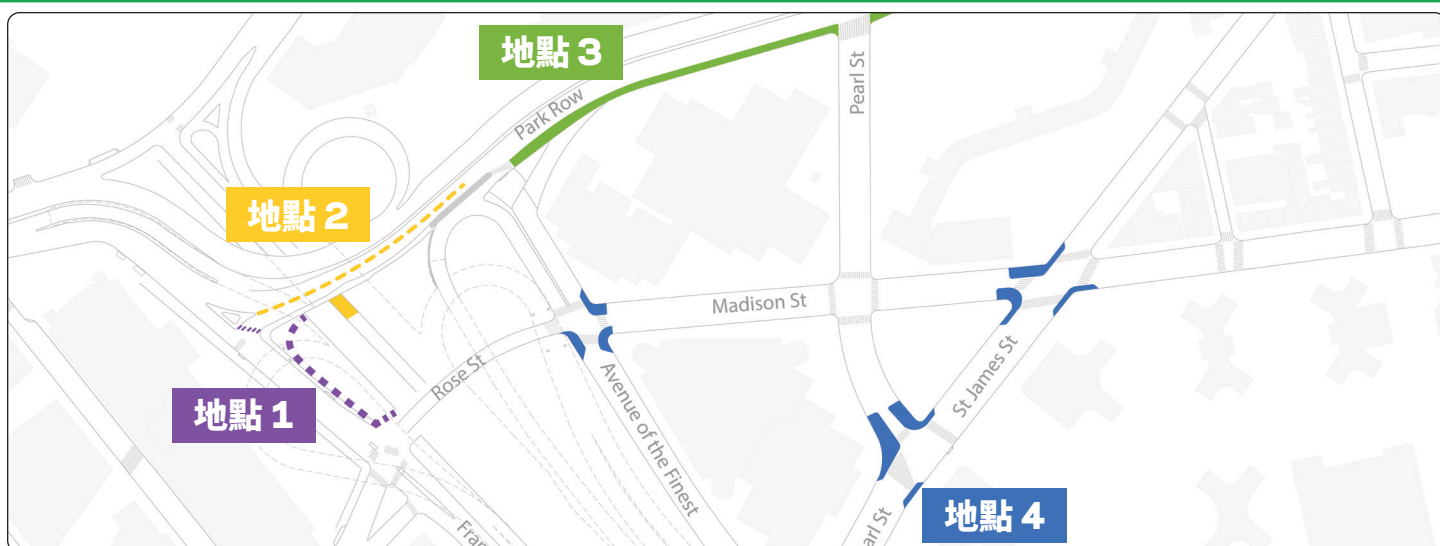 地點 3
Park Row
Pearl St
地點 2
Madison St
Rose St
地點 1
Avenue of the Finest
St James St
地點 4